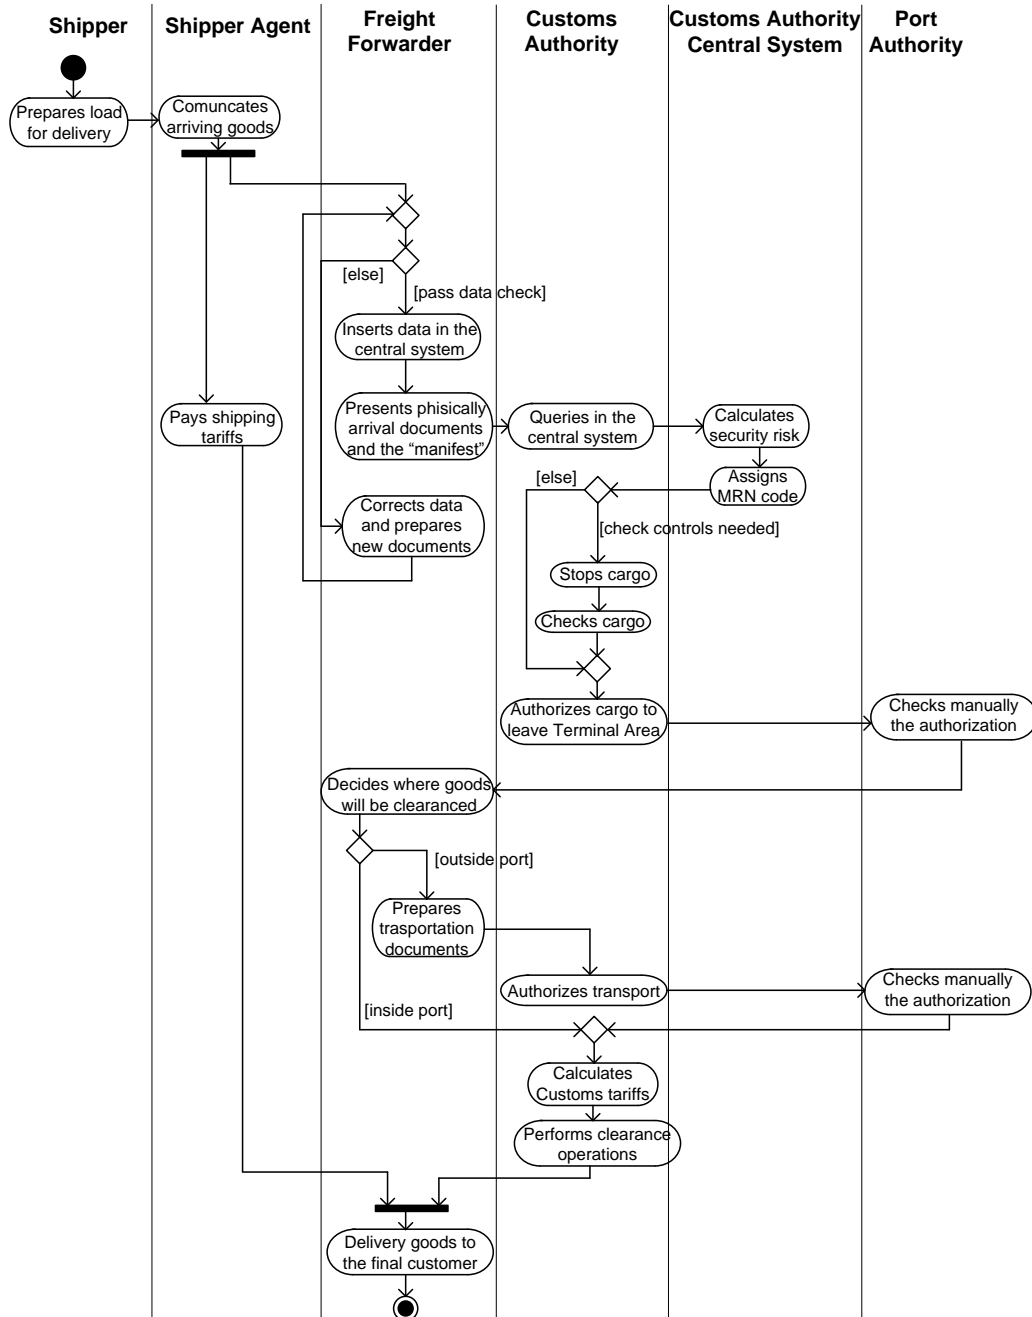 Shipper
Shipper Agent
Freight
Forwarder
Customs
Authority
Customs Authority
Central System
Port
Authority
Prepares load
for delivery
Comuncates
arriving goods
[else]
[pass data check]
Inserts data in the
central system
Pays shipping
tariffs
Presents phisically
arrival documents
and the “manifest”
Queries in the
central system
Calculates
security risk
Assigns
MRN code
[else]
[check controls needed]
Corrects data
and prepares
new documents
Stops cargo
Checks cargo
Authorizes cargo to
leave Terminal Area
Checks manually
the authorization
Decides where goods
will be clearanced
[outside port]
Prepares
trasportation
documents
Authorizes transport
Checks manually
the authorization
[inside port]
Calculates
Customs tariffs
Performs clearance
operations
Delivery goods to
the final customer